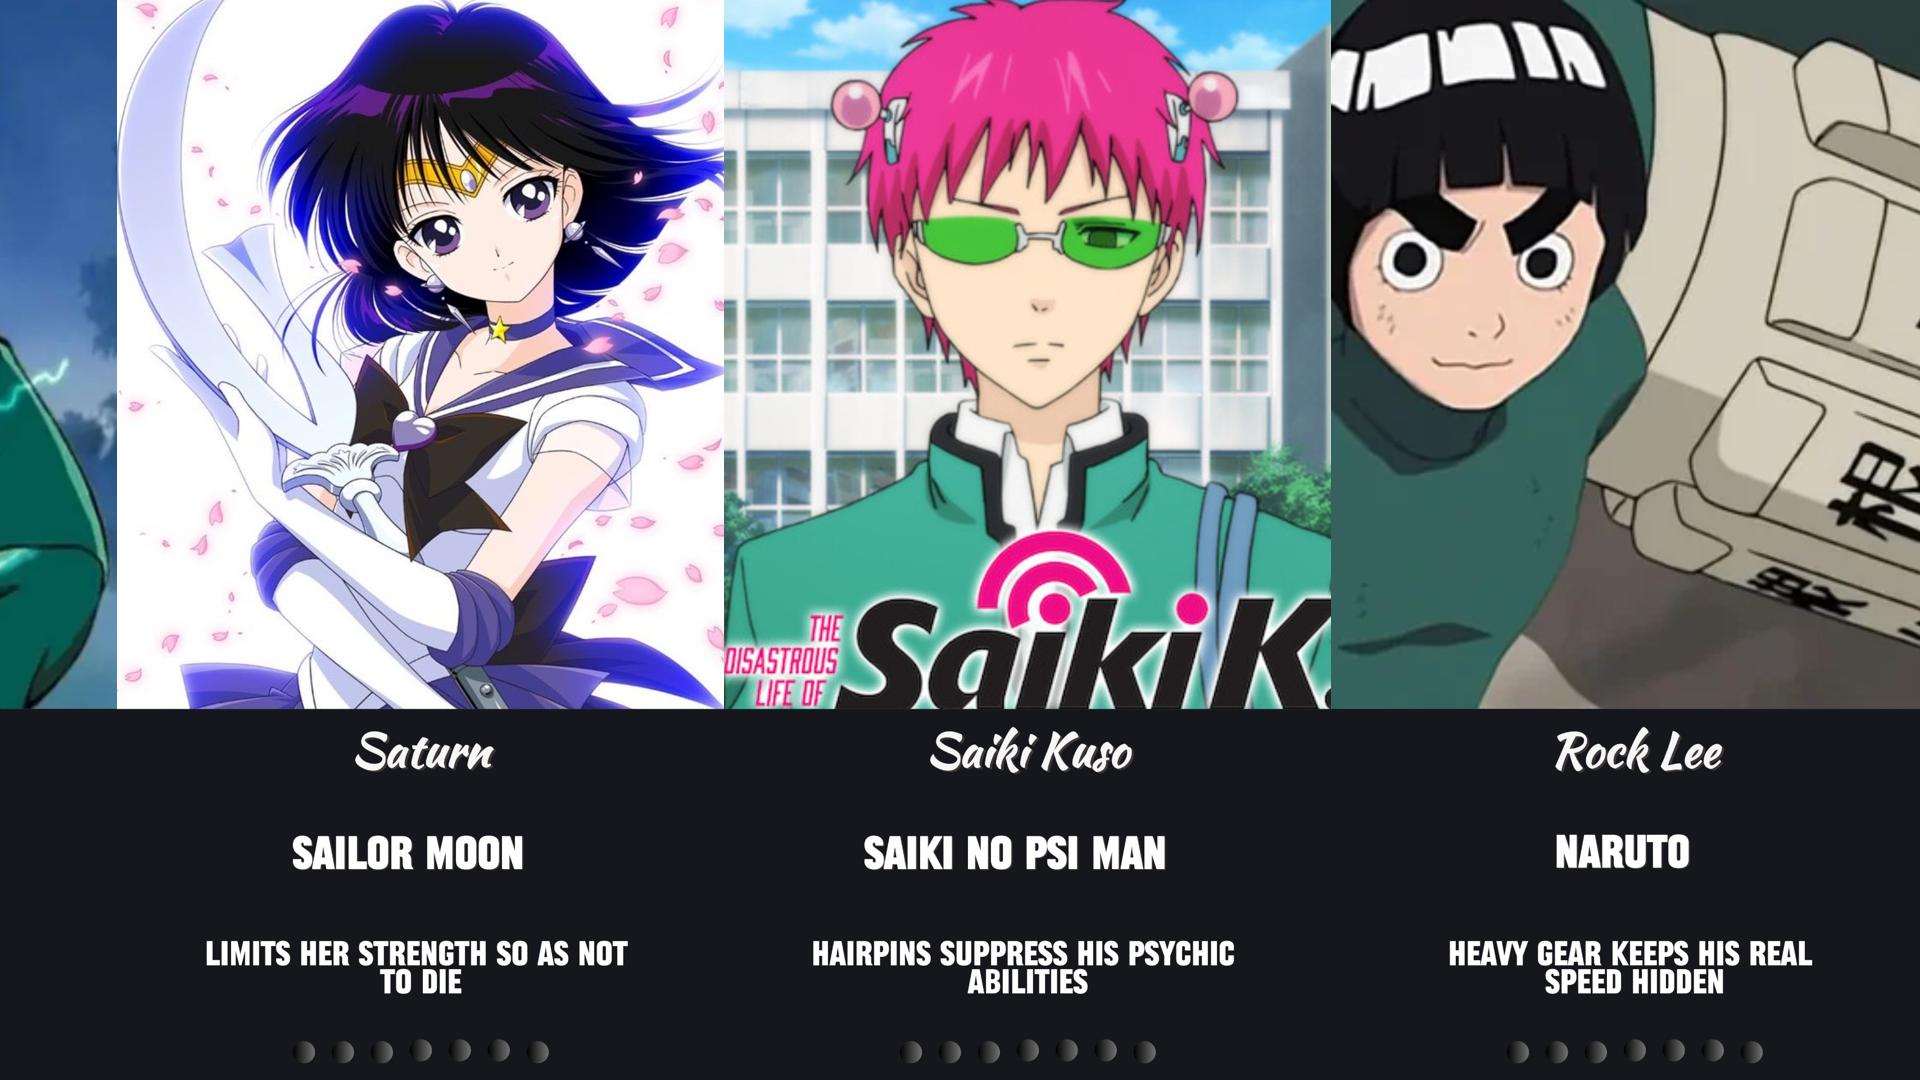 THE
DISASTROUS
LIFE OF
Saiki K.
Saturn
SAILOR MOON
LIMITS HER STRENGTH SO AS NOT
TO DIE
Saiki Kuso
SAIKI NO PSI MAN
HAIRPINS SUPPRESS HIS PSYCHIC
ABILITIES
Rock Lee
NARUTO
HEAVY GEAR KEEPS HIS REAL
SPEED HIDDEN